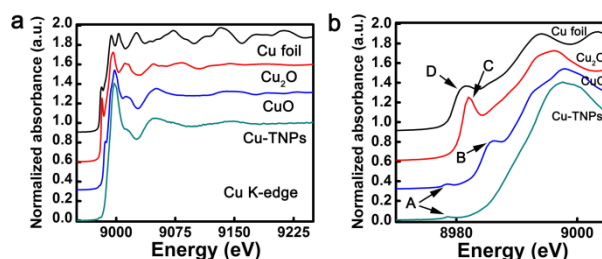 a
Normalized absorbance (a.u.)
2.0
1.8
1.6
1.4
1.2
1.0
0.8
0.6
0.4
0.2
0.0
Cu foil
Cu₂O
CuO
Cu-TNPs
Cu K-edge
9000 9075 9150 9225
Energy (eV)
b
Normalized absorbance (a.u.)
2.0
1.8
1.6
1.4
1.2
1.0
0.8
0.6
0.4
0.2
0.0
Cu foil
Cu₂O
CuO
Cu-TNPs
D
C
B
A
8980 9000
Energy (eV)